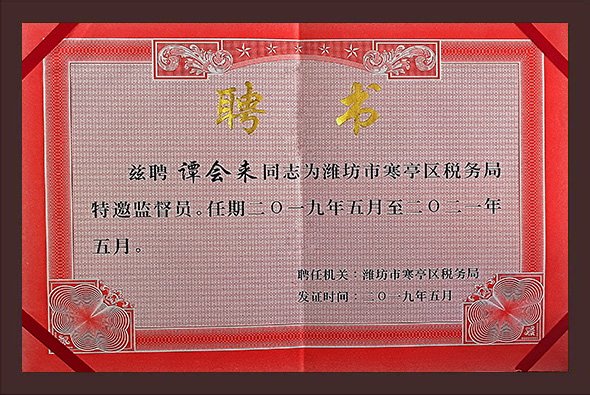 聘书
兹聘 谭会来同志为潍坊市寒亭区税务局
特邀监督员。任期二〇一九年五月至二〇二一年
五月。
聘任机关：潍坊市寒亭区税务局
发证时间：二〇一九年五月